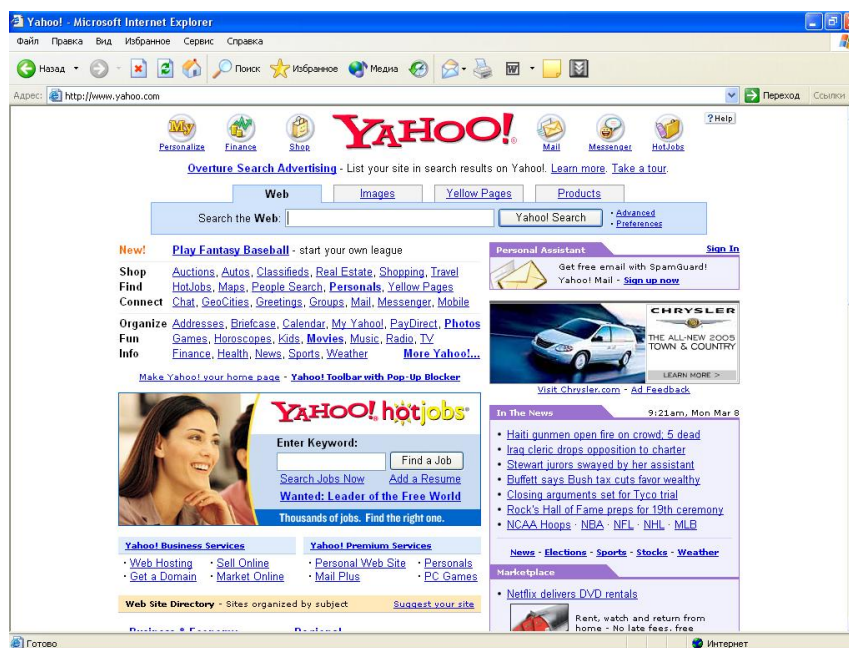 Yahoo! - Microsoft Internet Explorer
Файл Правка Вид Избранное Сервис Справка
Назад Поиск Избранное Медиа
Адрес: http://www.yahoo.com Переход Ссылки
My
Personalize Finance Shop YAHOO! Mail Messenger HotJobs ? Help
Overture Search Advertising - List your site in search results on Yahoo!. Learn more. Take a tour.
Web Images Yellow Pages Products
Search the Web: Yahoo! Search · Advanced
· Preferences
New! Play Fantasy Baseball - start your own league
Shop Auctions, Autos, Classifieds, Real Estate, Shopping, Travel
Find HotJobs, Maps, People Search, Personals, Yellow Pages
Connect Chat, GeoCities, Greetings, Groups, Mail, Messenger, Mobile
Organize Addresses, Briefcase, Calendar, My Yahoo!, PayDirect, Photos
Fun Games, Horoscopes, Kids, Movies, Music, Radio, TV
Info Finance, Health, News, Sports, Weather More Yahoo!...
Make Yahoo! your home page - Yahoo! Toolbar with Pop-Up Blocker
YAHOO! hotjobs
Enter Keyword:
Find a Job
Search Jobs Now Add a Resume
Wanted: Leader of the Free World
Thousands of jobs. Find the right one.
Yahoo! Business Services Yahoo! Premium Services
· Web Hosting · Sell Online · Personal Web Site · Personals
· Get a Domain · Market Online · Mail Plus · PC Games
Web Site Directory - Sites organized by subject Suggest your site
Business & Economy Regional
Personal Assistant Sign In
Get free email with SpamGuard!
Yahoo! Mail - Sign up now
CHRYSLER
THE ALL-NEW 2005
TOWN & COUNTRY
LEARN MORE >
Visit Chrysler.com - Ad Feedback
In The News 9:21am, Mon Mar 8
• Haiti gunmen open fire on crowd; 5 dead
• Iraq cleric drops opposition to charter
• Stewart jurors swayed by her assistant
• Buffett says Bush tax cuts favor wealthy
• Closing arguments set for Tyco trial
• Rock's Hall of Fame preps for 19th ceremony
• NCAA Hoops · NBA · NFL · NHL · MLB
News - Elections - Sports - Stocks - Weather
Marketplace
• Netflix delivers DVD rentals
Rent, watch and return from
home - No late fees, free
Готово Интернет